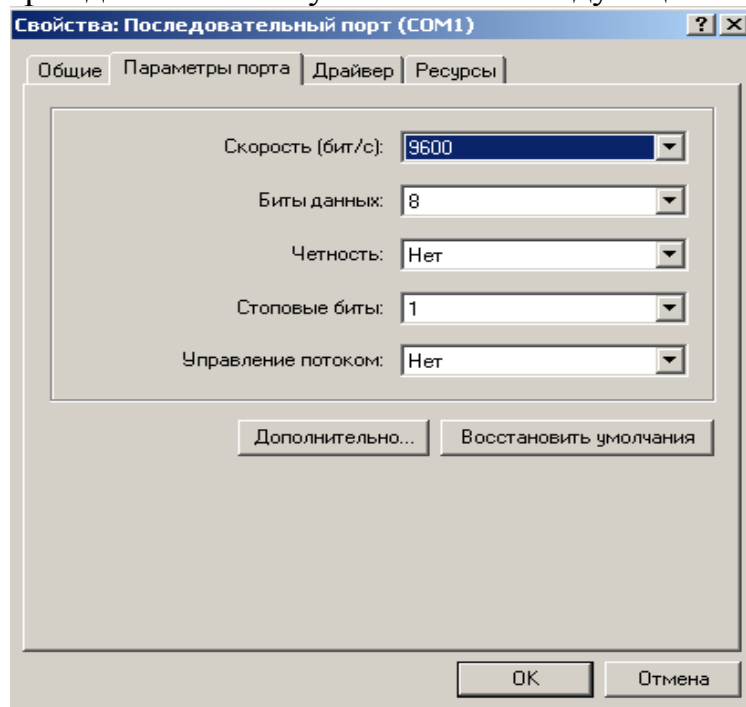 Свойства: Последовательный порт (COM1)
Общие Параметры порта Драйвер Ресурсы
Скорость (бит/с): 9600
Биты данных: 8
Четность: Нет
Стоповые биты: 1
Управление потоком: Нет
Дополнительно... Восстановить умолчания
OK Отмена